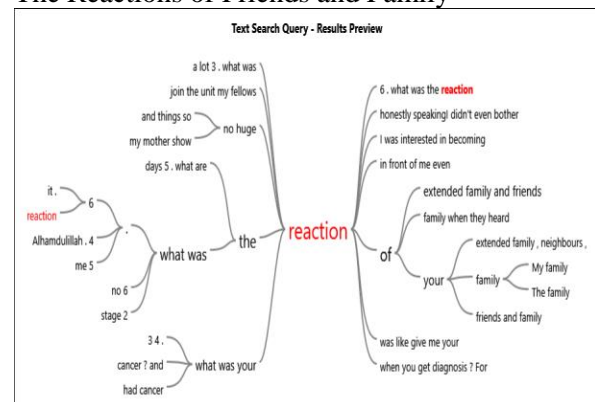 The Reactions of Friends and Family
Text Search Query - Results Preview
a lot 3 . what was
join the unit my fellows
and things so
my mother show
no huge
days 5 . what are
it .
reaction
6
Alhamdulillah . 4
me 5
.
no 6
stage 2
what was
the
3 4 .
cancer ? and
had cancer
what was your
reaction
6 . what was the reaction
honestly speaking! didn't even bother
I was interested in becoming
in front of me even
of
extended family and friends
family when they heard
your
extended family , neighbours ,
family
My family
The family
friends and family
was like give me your
when you get diagnosis ? For